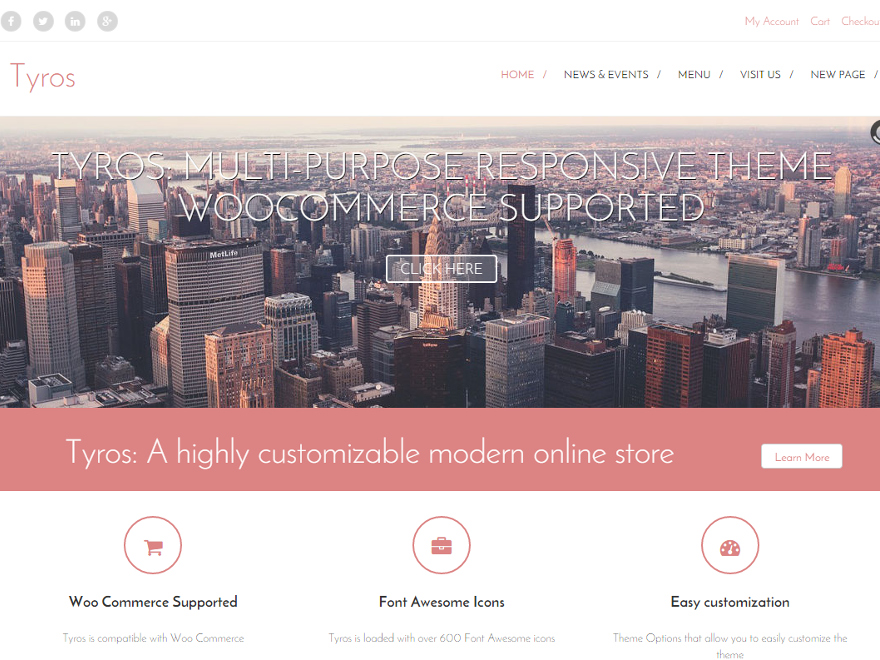 My Account Cart Checkou
Tyros
HOME / NEWS & EVENTS / MENU / VISIT US / NEW PAGE /
TYROS: MULTI-PURPOSE RESPONSIVE THEME
WOOCOMMERCE SUPPORTED
MetLife
CLICK HERE
Tyros: A highly customizable modern online store
Learn More
Woo Commerce Supported
Font Awesome Icons
Easy customization
Tyros is compatible with Woo Commerce
Tyros is loaded with over 600 Font Awesome icons
Theme Options that allow you to easily customize the
theme